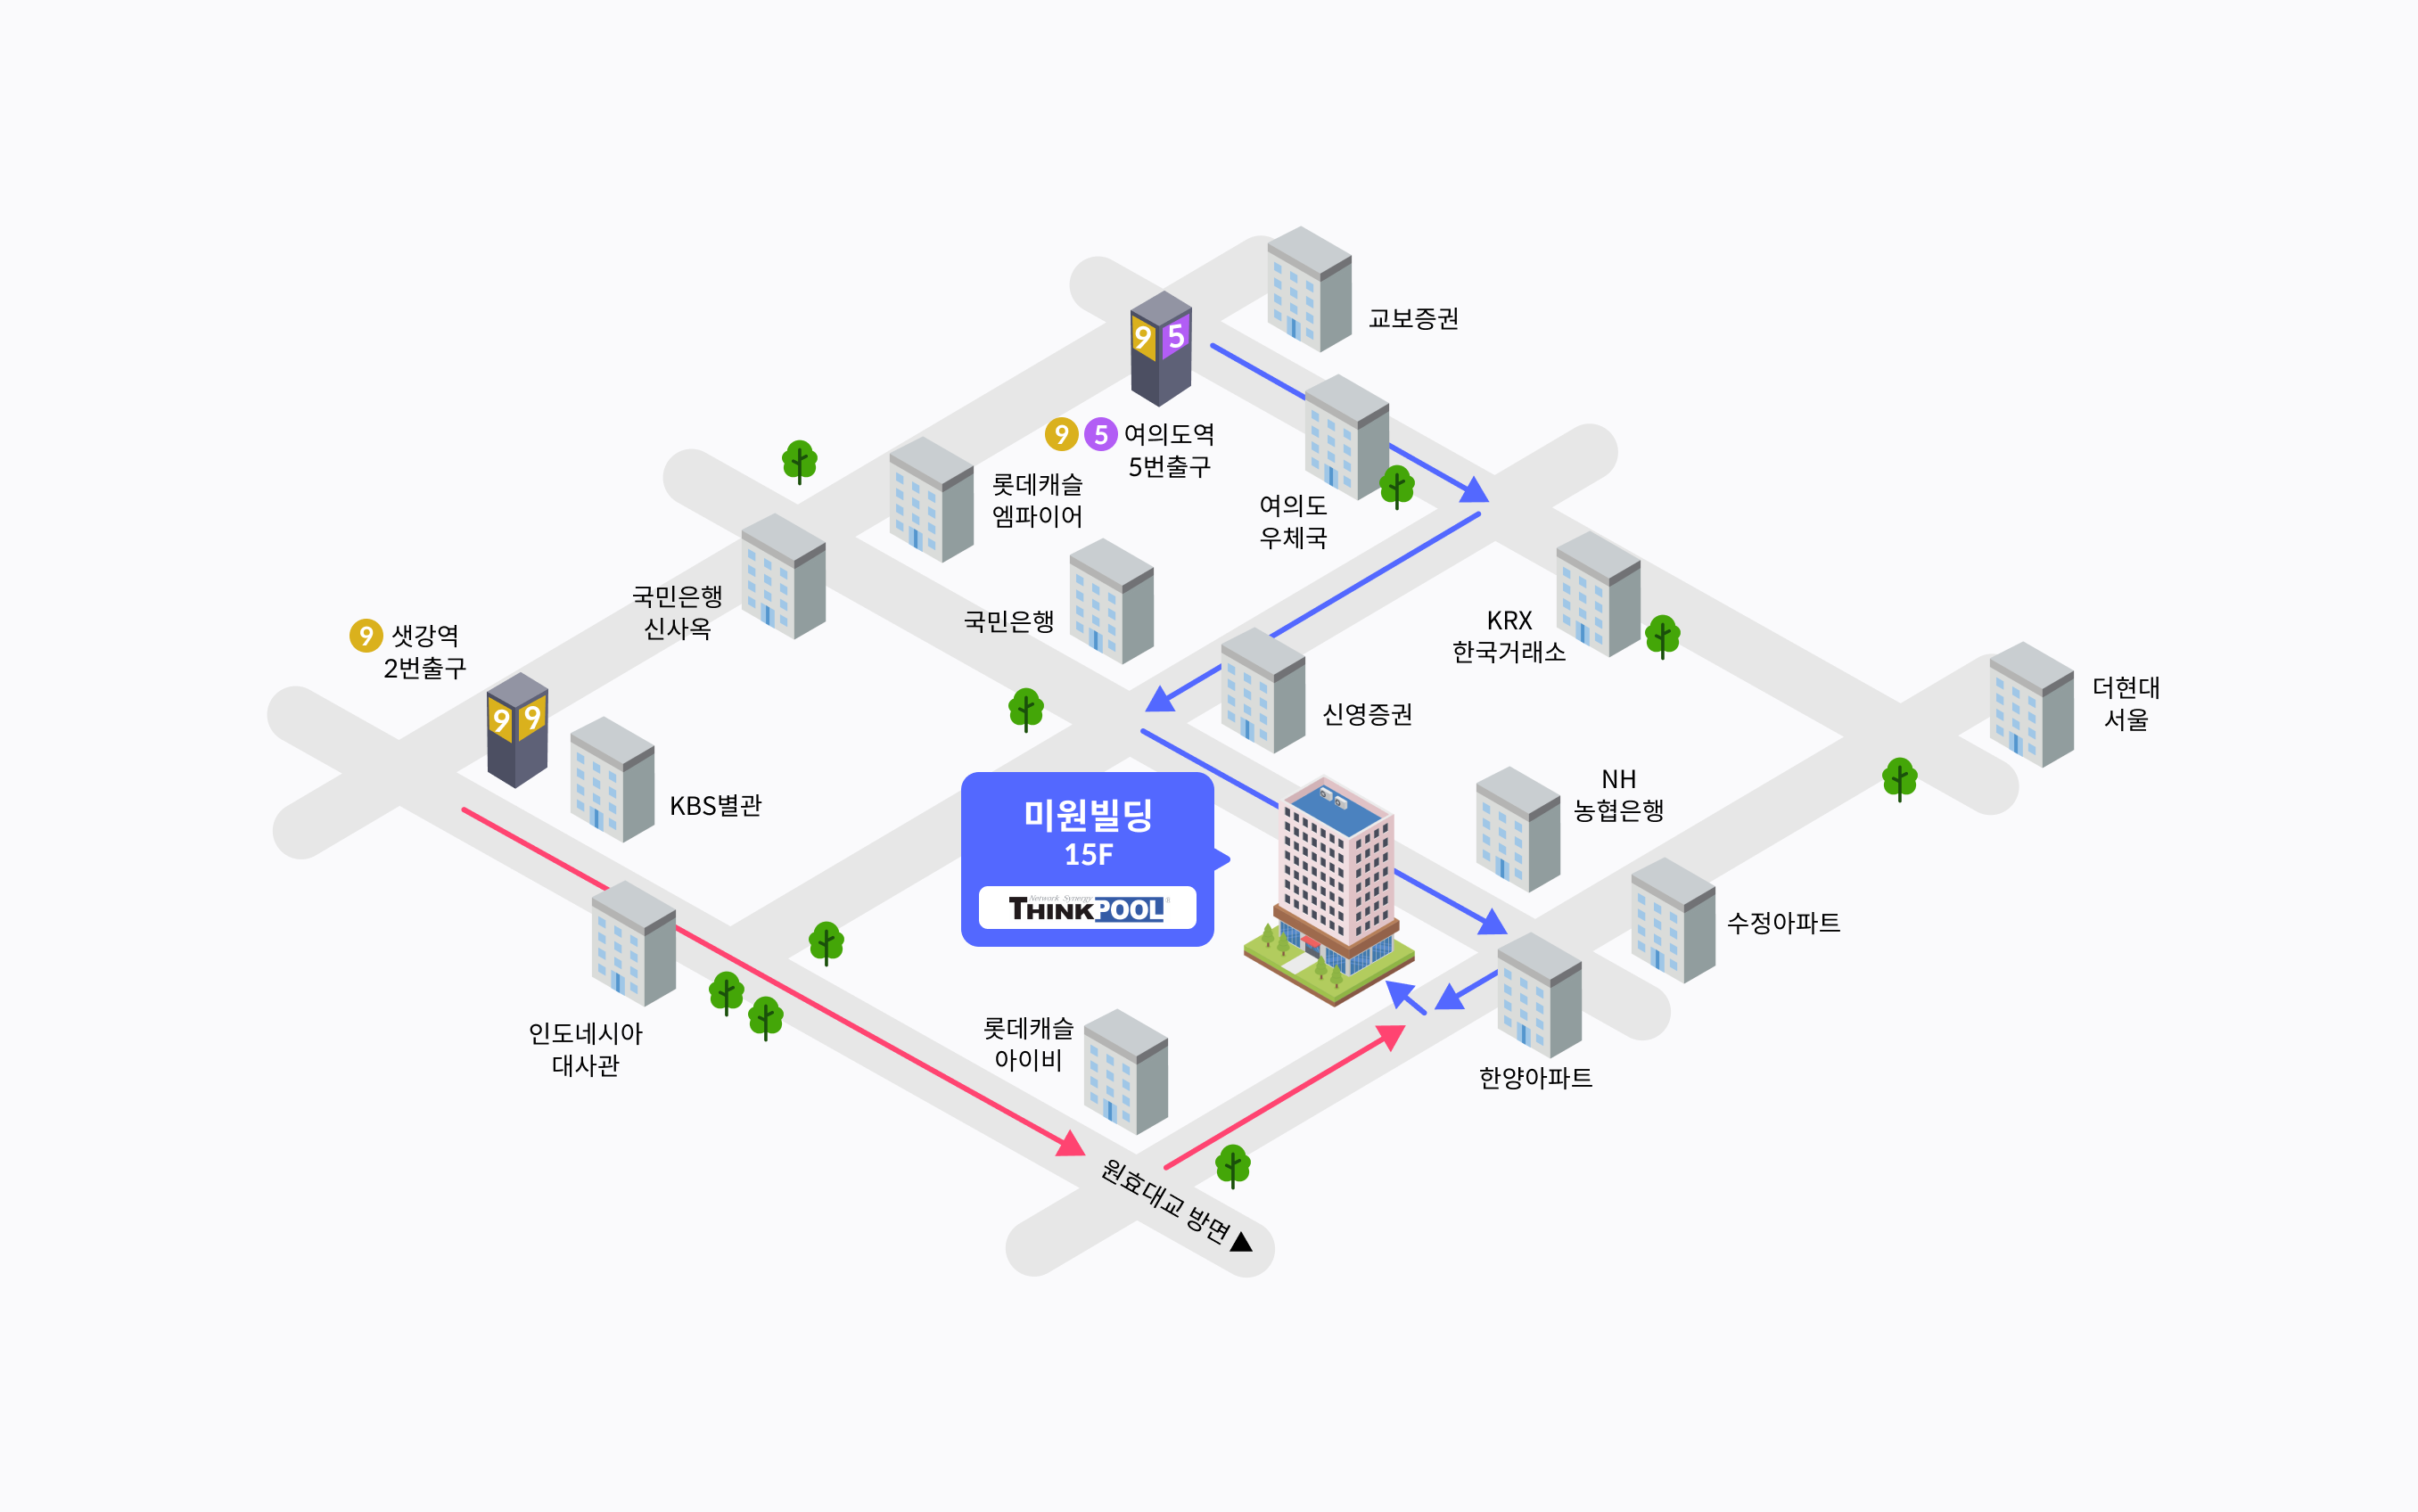 교보증권
9
5
9
5
여의도역
5번출구
롯데캐슬
엠파이어
여의도
우체국
국민은행
신사옥
국민은행
KRX
한국거래소
9
샛강역
2번출구
9
9
신영증권
더현대
서울
KBS별관
NH
농협은행
미원빌딩
15F
Network Synergy
THINKPOOL®
수정아파트
인도네시아
대사관
롯데캐슬
아이비
한양아파트
원효대교 방면▲